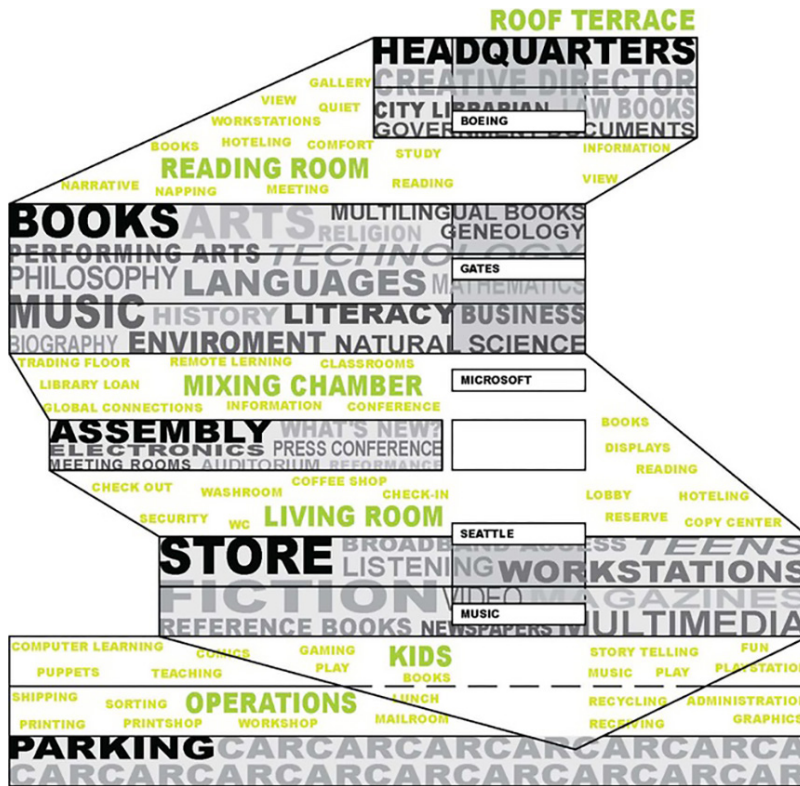 ROOF TERRACE
HEADQUARTERS
CREATIVE DIRECTOR
CITY LIBRARIAN LAW BOOKS
BOEING
GOVERNMENT DOCUMENTS
GALLERY
VIEW QUIET
WORKSTATIONS
BOOKS HOTELING COMFORT STUDY INFORMATION
READING ROOM
NARRATIVE NAPPING MEETING READING VIEW
BOOKS ARTS RELIGION MULTILINGUAL BOOKS
GENEOLOGY
PERFORMING ARTS TECHNOLOGY
GATES
PHILOSOPHY LANGUAGES MATHEMATICS
MUSIC HISTORY LITERACY BUSINESS
BIOGRAPHY ENVIROMENT NATURAL SCIENCE
TRADING FLOOR REMOTE LERNING CLASSROOMS
LIBRARY LOAN MIXING CHAMBER MICROSOFT
GLOBAL CONNECTIONS INFORMATION CONFERENCE
ASSEMBLY WHAT'S NEW? BOOKS
ELECTRONICS PRESS CONFERENCE DISPLAYS
MEETING ROOMS AUDITORIUM REFORMANCE READING
CHECK OUT WASHROOM COFFEE SHOP CHECK-IN LOBBY HOTELING
SECURITY WC LIVING ROOM RESERVE COPY CENTER
SEATTLE
STORE BROADBAND ACCESS TEENS
LISTENING WORKSTATIONS
FICTION VIDEO MAGAZINES
MUSIC
REFERENCE BOOKS NEWSPAPERS MULTIMEDIA
COMPUTER LEARNING COMICS GAMING KIDS STORY TELLING FUN
PUPPETS TEACHING PLAY BOOKS MUSIC PLAY PLAYSTATION
SHIPPING SORTING OPERATIONS LUNCH RECYCLING ADMINISTRATION
PRINTING PRINTSHOP WORKSHOP MAILROOM RECEIVING GRAPHICS
PARKING CARCARCARCARCARCARCARCAR
CARCARCARCARCARCARCARCARCARCAR